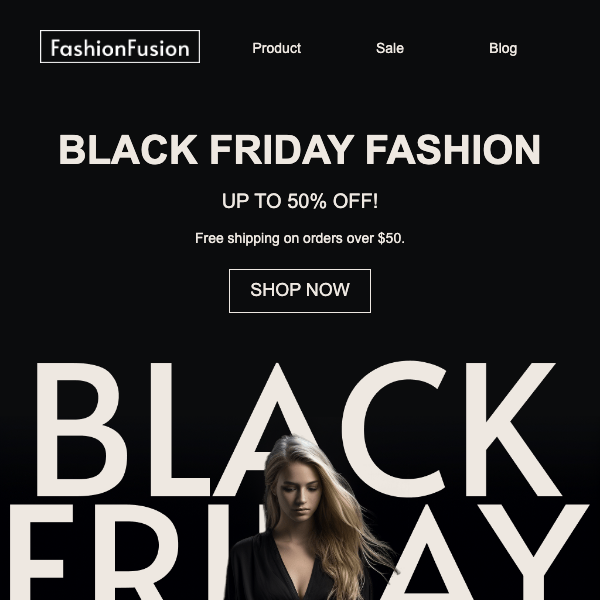 FashionFusion
Product Sale Blog
BLACK FRIDAY FASHION
UP TO 50% OFF!
Free shipping on orders over $50.
SHOP NOW
BLACK
FRIDAY